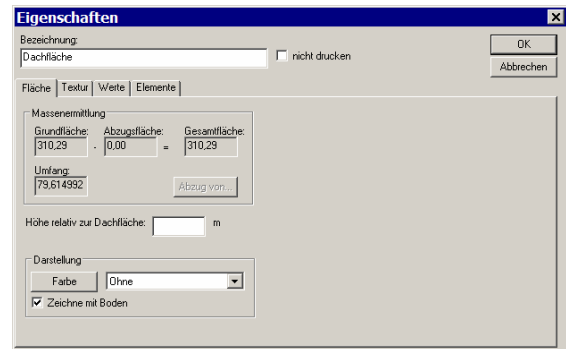 Eigenschaften
Bezeichnung:
Dachfläche
nicht drucken
OK
Abbrechen
Fläche Textur Werte Elemente
Massenermittlung
Grundfläche: Abzugsfläche: Gesamtfläche:
310,29 - 0,00 = 310,29
Umfang:
79,614992
Abzug von...
Höhe relativ zur Dachfläche: m
Darstellung
Farbe Ohne
Zeichne mit Boden